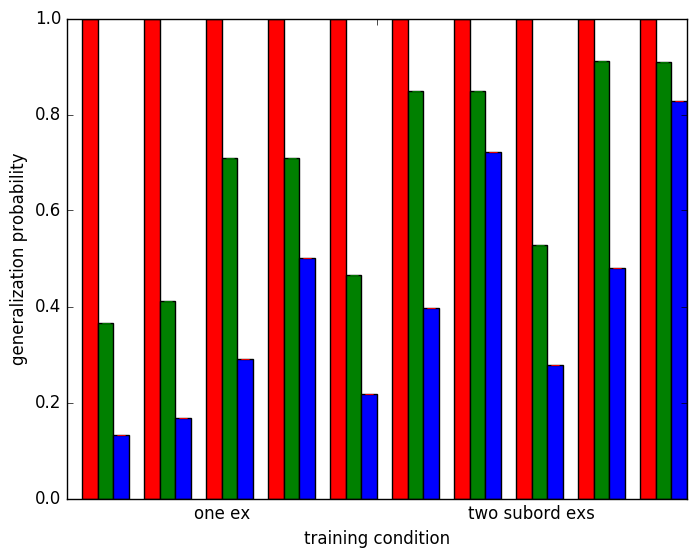 1.0
0.8
0.6
0.4
0.2
0.0
generalization probability
one ex
two subord exs
training condition